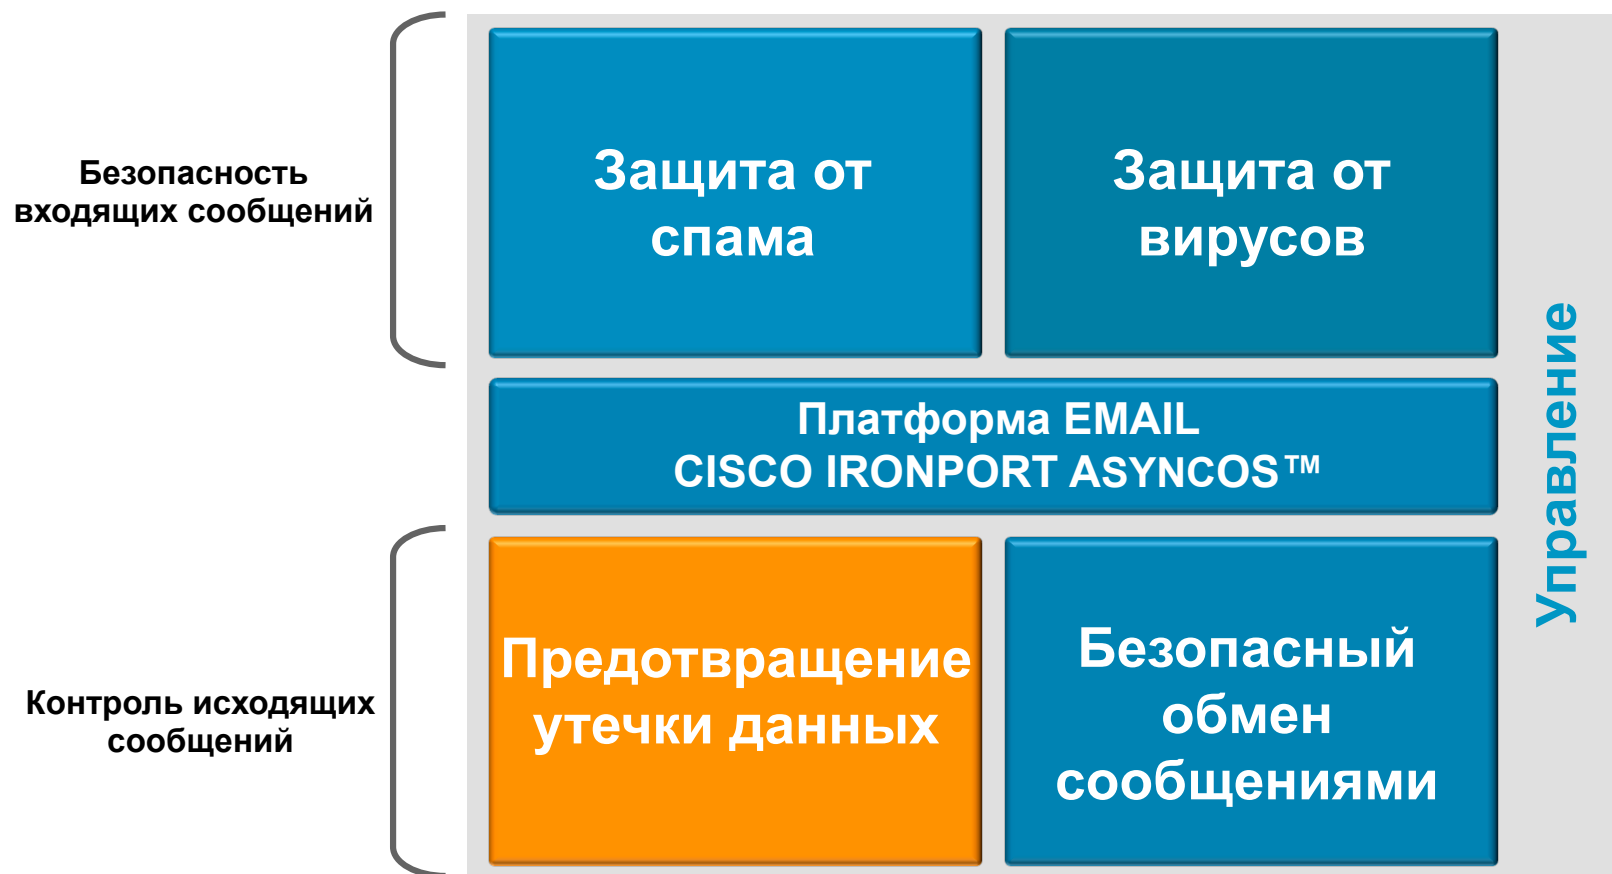 Безопасность
входящих сообщений
Защита от
спама
Защита от
вирусов
Платформа EMAIL
CISCO IRONPORT ASYNCOS™
Контроль исходящих
сообщений
Предотвращение
утечки данных
Безопасный
обмен
сообщениями
Управление